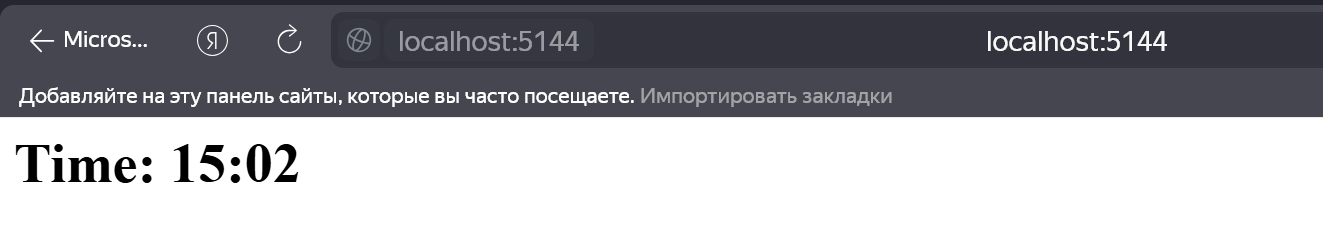 Micros... Я localhost:5144 localhost:5144
Добавляйте на эту панель сайты, которые вы часто посещаете. Импортировать закладки
Time: 15:02